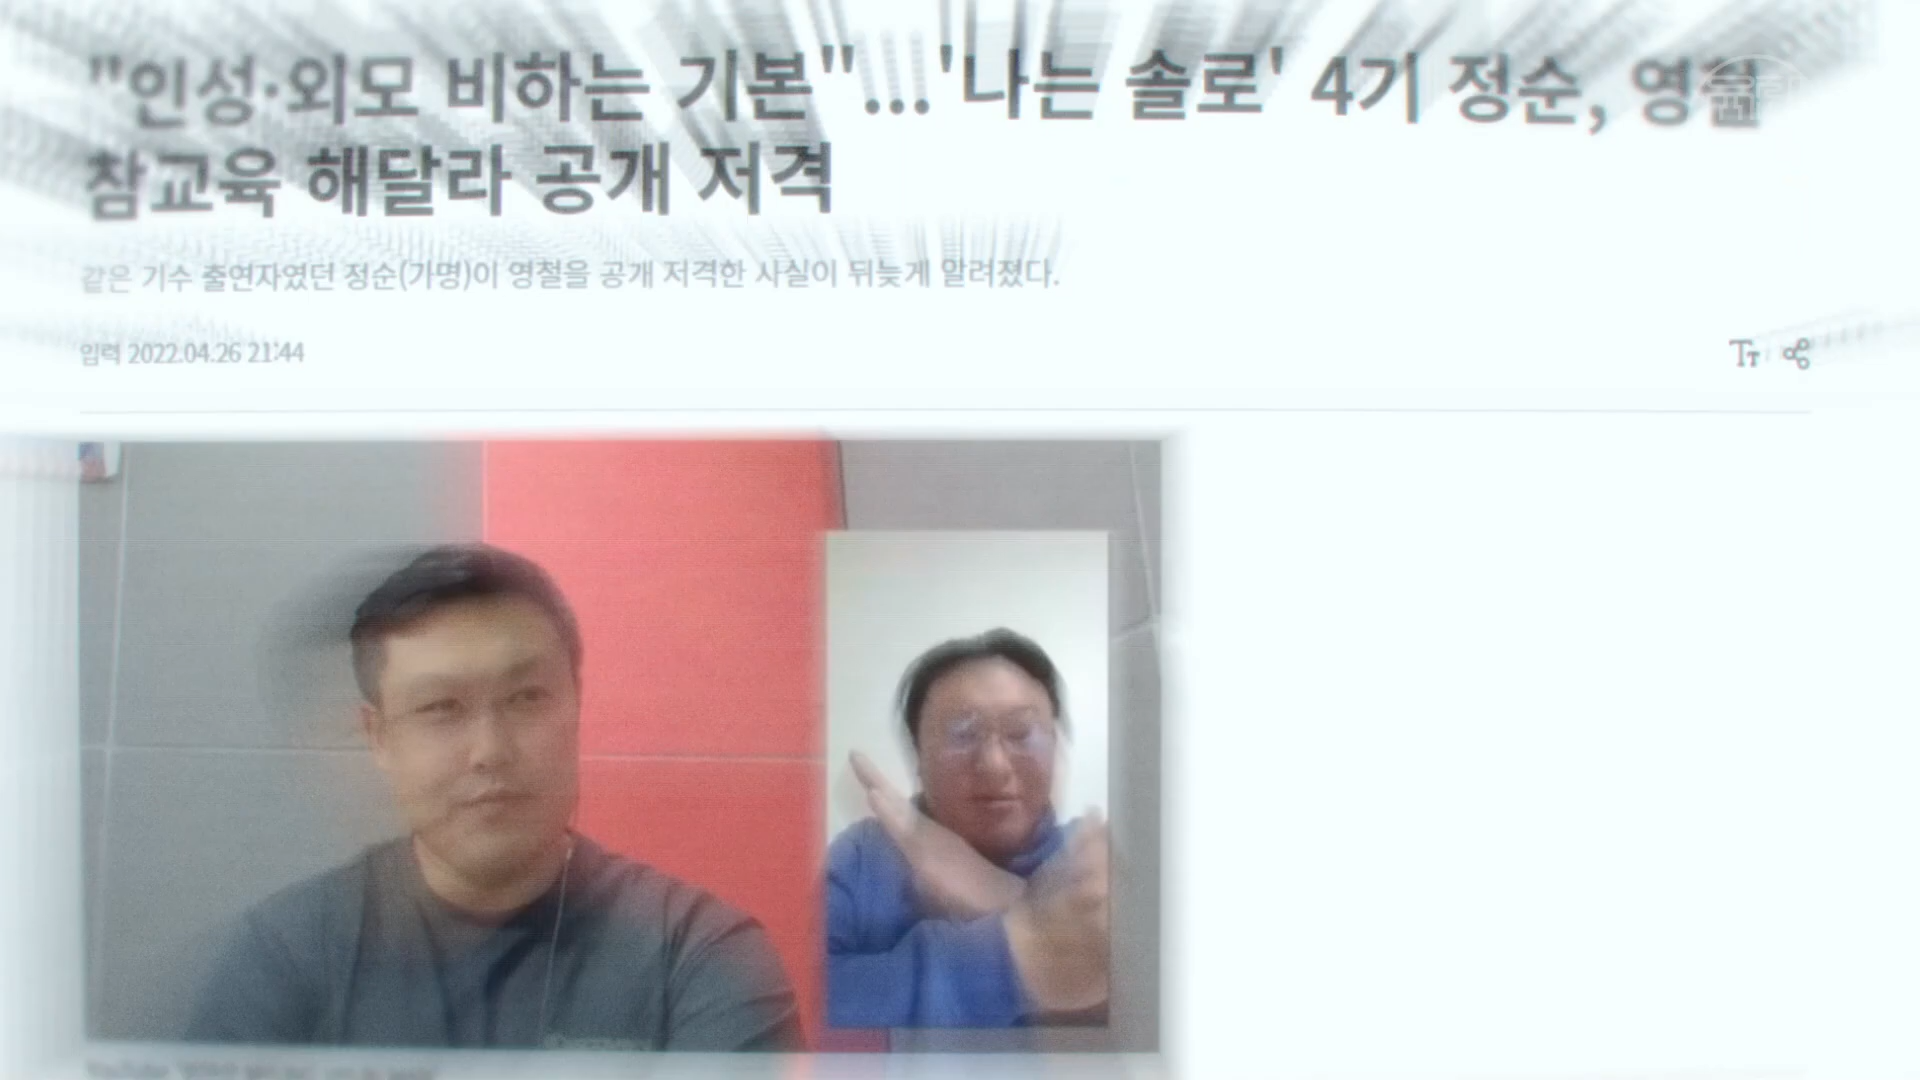 "인성·외모 비하는 기본"...'나는 솔로' 4기 정순, 영철
참교육 해달라 공개 저격
같은 기수 출연자였던 정순(가명)이 영철을 공개 저격한 사실이 뒤늦게 알려졌다.
입력 2022.04.26 21:44